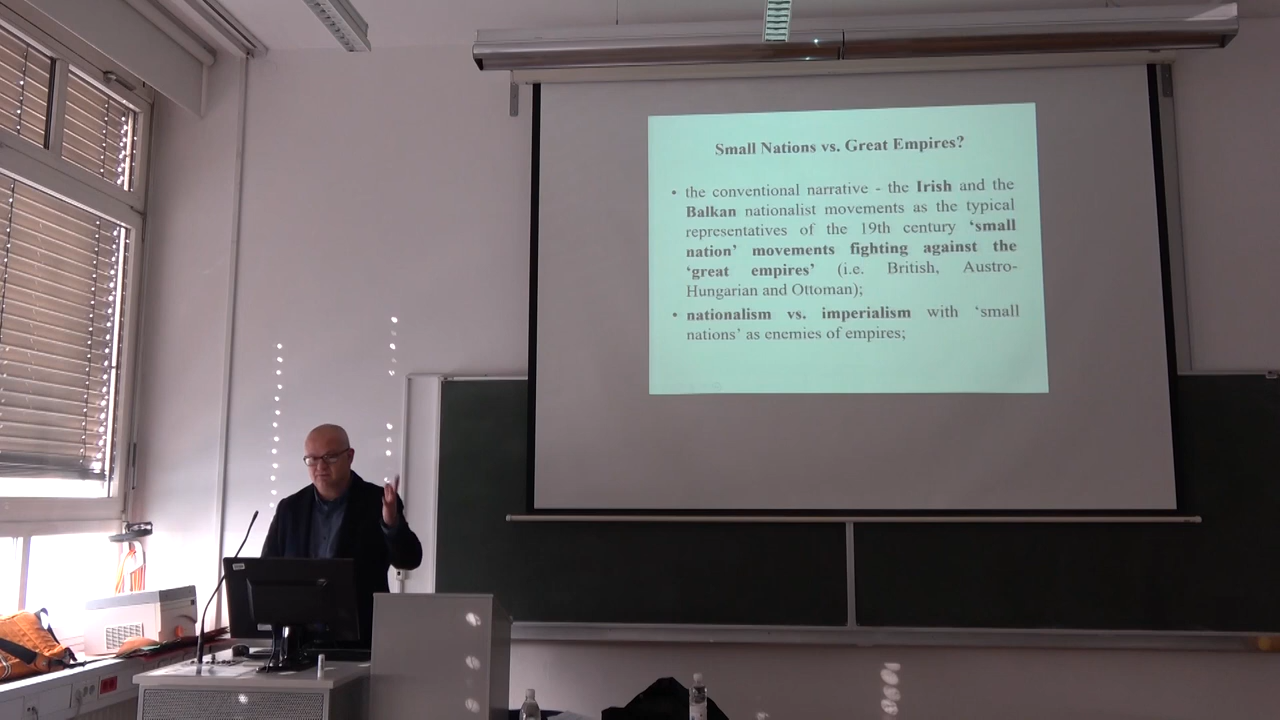 Small Nations vs. Great Empires?
• the conventional narrative - the Irish and the
Balkan nationalist movements as the typical
representatives of the 19th century ‘small
nation’ movements fighting against the
‘great empires’ (i.e. British, Austro-
Hungarian and Ottoman);
• nationalism vs. imperialism with ‘small
nations’ as enemies of empires;